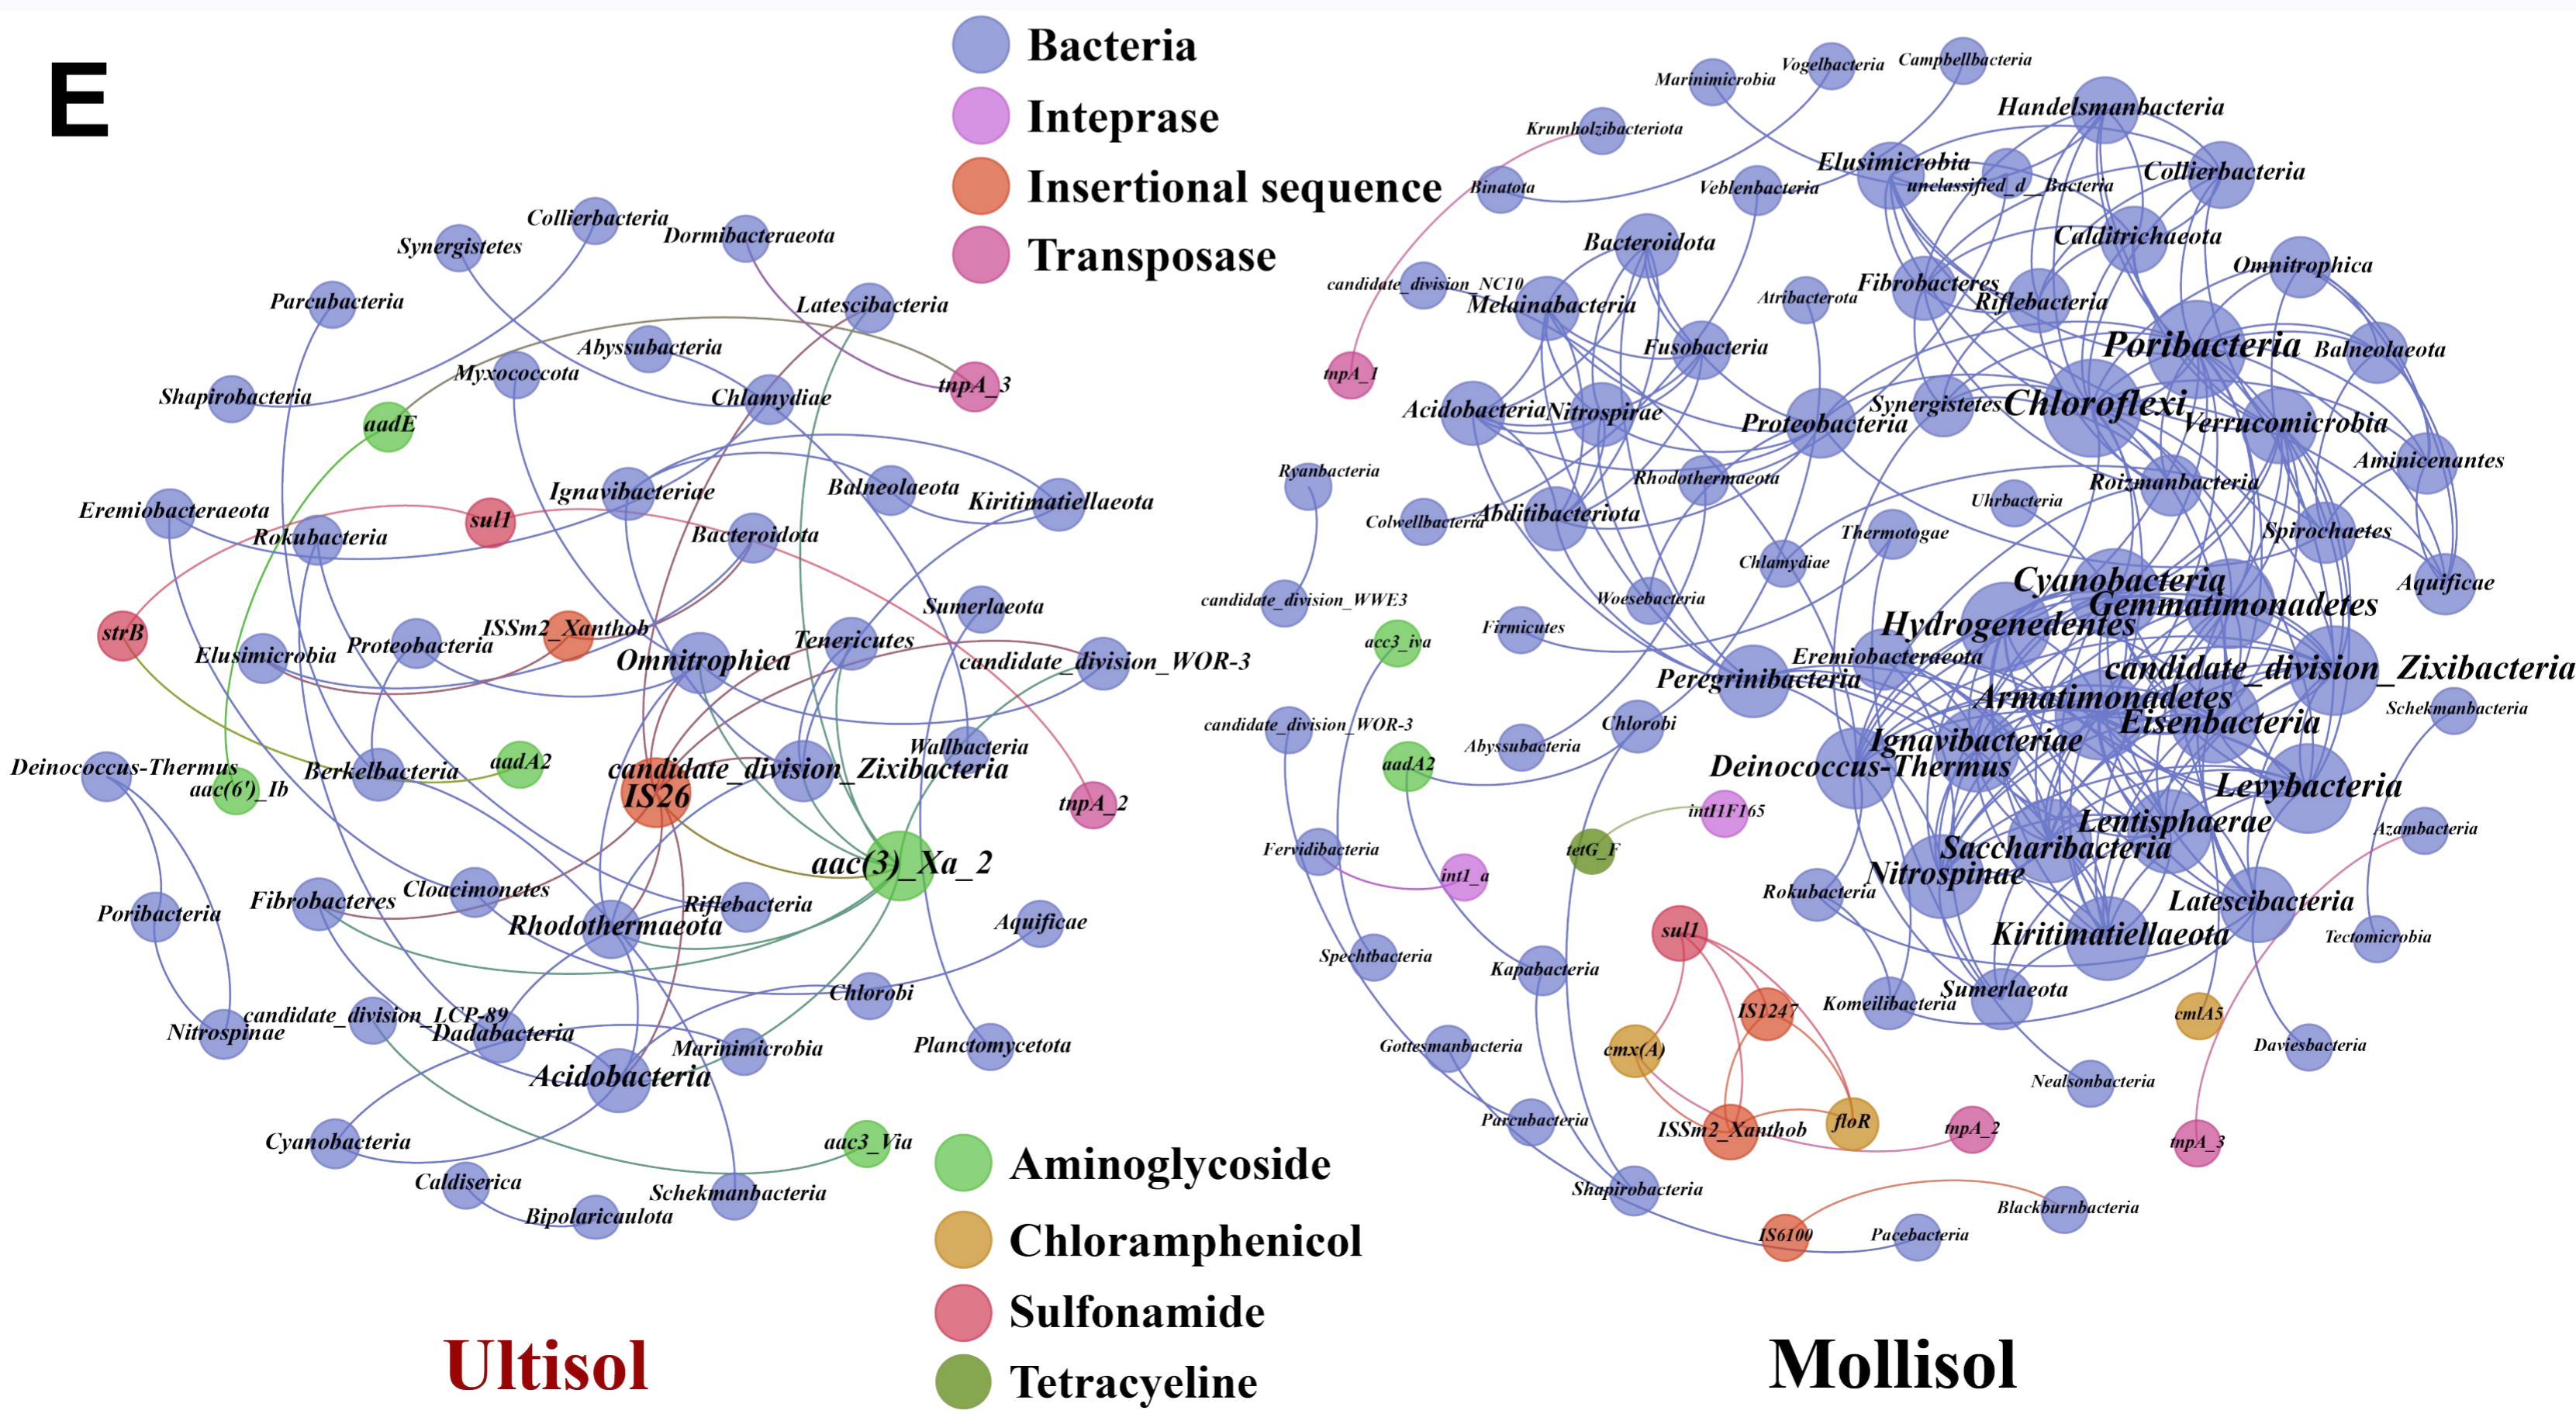 E
Bacteria
Inteprase
Insertional sequence
Transposase
Collierbacteria
Dormibacteraeota
Synergistetes
Parcubacteria
Latescibacteria
Abyssubacteria
Myxococcota
tnpA_3
Shapirobacteria
Chlamydiae
aadE
Ignavibacteriae
Balneolaeota
Kiritimatiellaeota
Eremiobacteraeota
sul1
Rokubacteria
Bacteroidota
Sumerlaeota
strB
ISSm2_Xanthob
Proteobacteria
Tenericutes
Elusimicrobia
Omnitrophica
candidate_division_WOR-3
Wallbacteria
Deinococcus-Thermus
Berkelbacteria
aadA2
candidate_division_Zixibacteria
aac(6')_Ib
IS26
tnpA_2
aac(3)_Xa_2
Cloacimonetes
Fibrobacteres
Riflebacteria
Poribacteria
Rhodothermaeota
Aquificae
Chlorobi
candidate_division_LCP-89
Nitrospinae
Dadabacteria
Marinimicrobia
Planctomycetota
Acidobacteria
Cyanobacteria
aac3_Via
Caldiserica
Schekmanbacteria
Bipolaricaulota
Ultisol
Aminoglycoside
Chloramphenicol
Sulfonamide
Tetracyeline
Campbellbacteria
Vogelbacteria
Marinimicrobia
Handelsmanbacteria
Krumholzibacteriota
Elusimicrobia
Collierbacteria
Binatota
Veblenbacteria
unclassified_d__Bacteria
Calditrichaeota
Bacteroidota
Omnitrophica
candidate_division_NC10
Fibrobacteres
Atribacterota
Melainabacteria
Riflebacteria
Poribacteria
Fusobacteria
Balneolaeota
tnpA_1
Synergistetes
Chloroflexi
Acidobacteria
Nitrospirae
Proteobacteria
Verrucomicrobia
Aminicenantes
Ryanbacteria
Rhodothermaeota
Roizmanbacteria
Uhrbacteria
Colwellbacteria
Abditibacteriota
Thermotogae
Spirochaetes
Chlamydiae
Cyanobacteria
Aquificae
candidate_division_WWE3
Woesebacteria
Gemmatimonadetes
Firmicutes
Hydrogenedentes
acc3_iva
Eremiobacteraeota
candidate_division_Zixibacteria
Peregrinibacteria
Armatimonadetes
Schekmanbacteria
candidate_division_WOR-3
Chlorobi
Eisenbacteria
Abyssubacteria
Ignavibacteriae
aadA2
Deinococcus-Thermus
Levybacteria
intI1F165
Lentisphaerae
Azambacteria
Fervidibacteria
tetG_F
Saccharibacteria
int1_a
Nitrospinae
Rokubacteria
Latescibacteria
sul1
Kiritimatiellaeota
Tectomicrobia
Spechtbacteria
Kapabacteria
Sumerlaeota
Komeilibacteria
IS1247
cmlA5
Gottesmanbacteria
cmx(A)
Daviesbacteria
Nealsonbacteria
Parcubacteria
ISSm2_Xanthob
floR
tnpA_2
tnpA_3
Shapirobacteria
Blackburnbacteria
IS6100
Pacebacteria
Mollisol